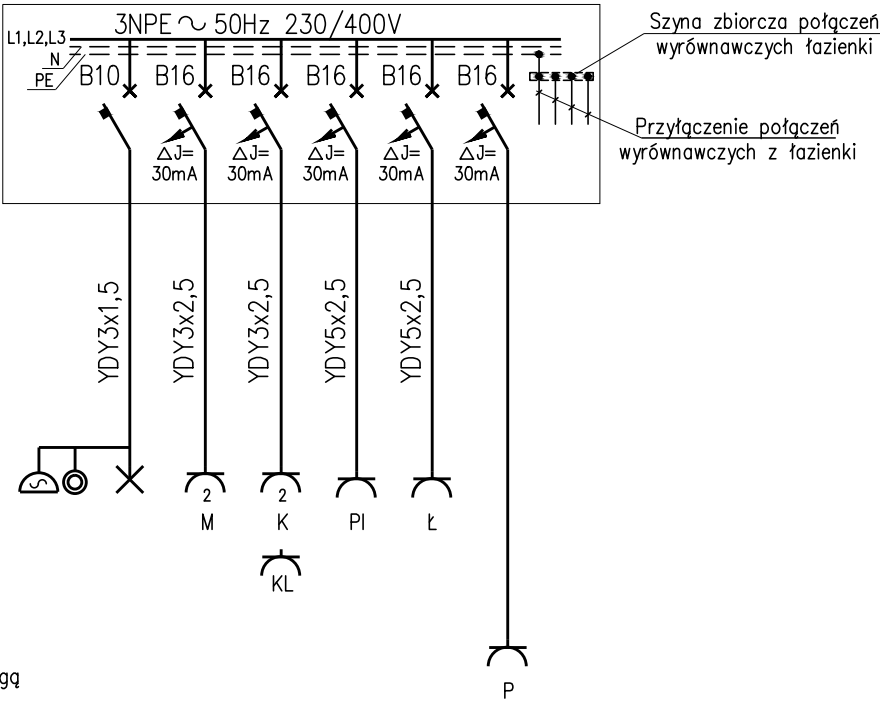 3NPE ~ 50Hz 230/400V
L1,L2,L3
N
PE
B10 B16 B16 B16 B16 B16
ΔJ= ΔJ= ΔJ= ΔJ= ΔJ=
30mA 30mA 30mA 30mA 30mA
Szyna zbiorcza połączeń
wyrównawczych łazienki
Przyłączenie połączeń
wyrównawczych z łazienki
YDY3x1,5
YDY3x2,5
YDY3x2,5
YDY5x2,5
YDY5x2,5
2 2
M K PI Ł
KL
P
gą